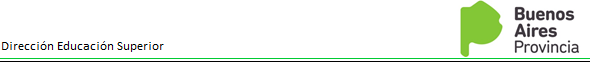 Dirección Educación Superior
Buenos
Aires
Provincia